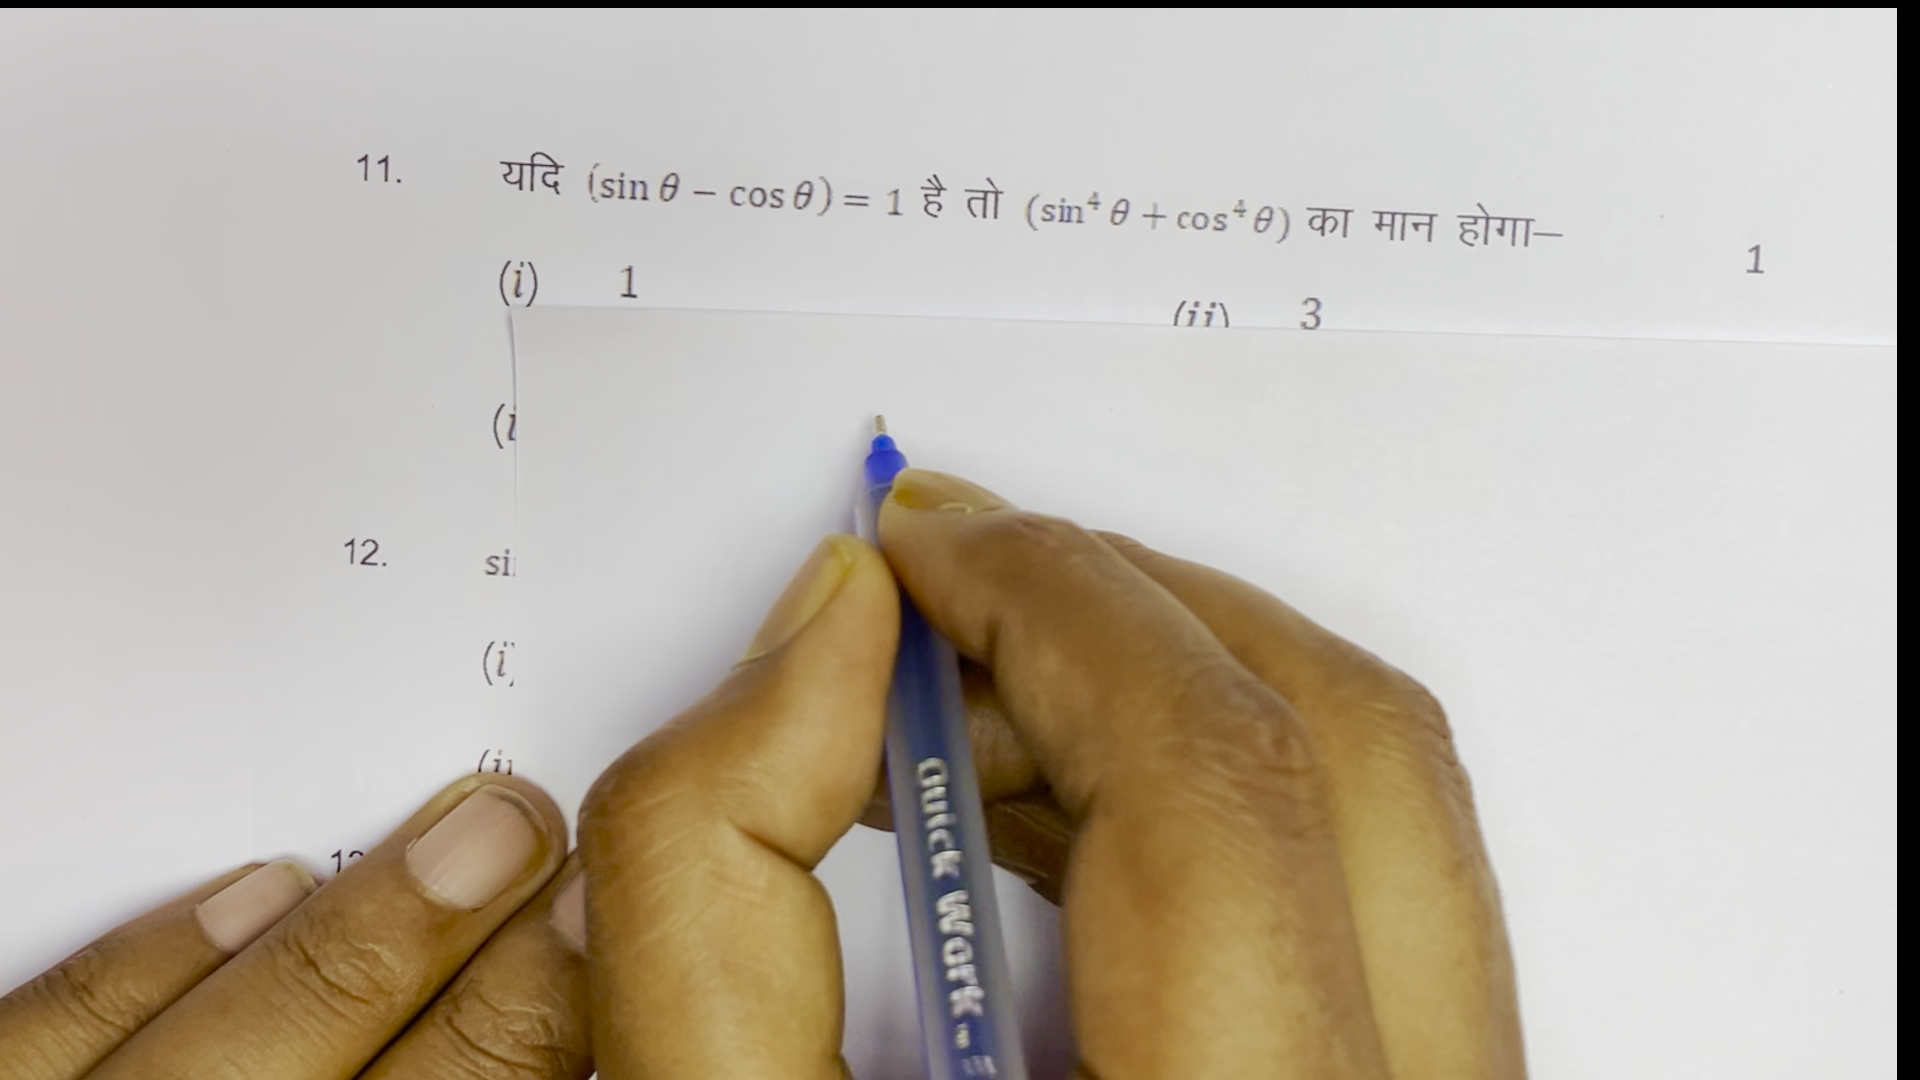 11. यदि (sin θ − cos θ) = 1 है तो (sin⁴ θ + cos⁴ θ) का मान होगा–
1
(i) 1 (ii) 3
12.
(i)
QUICK WORK